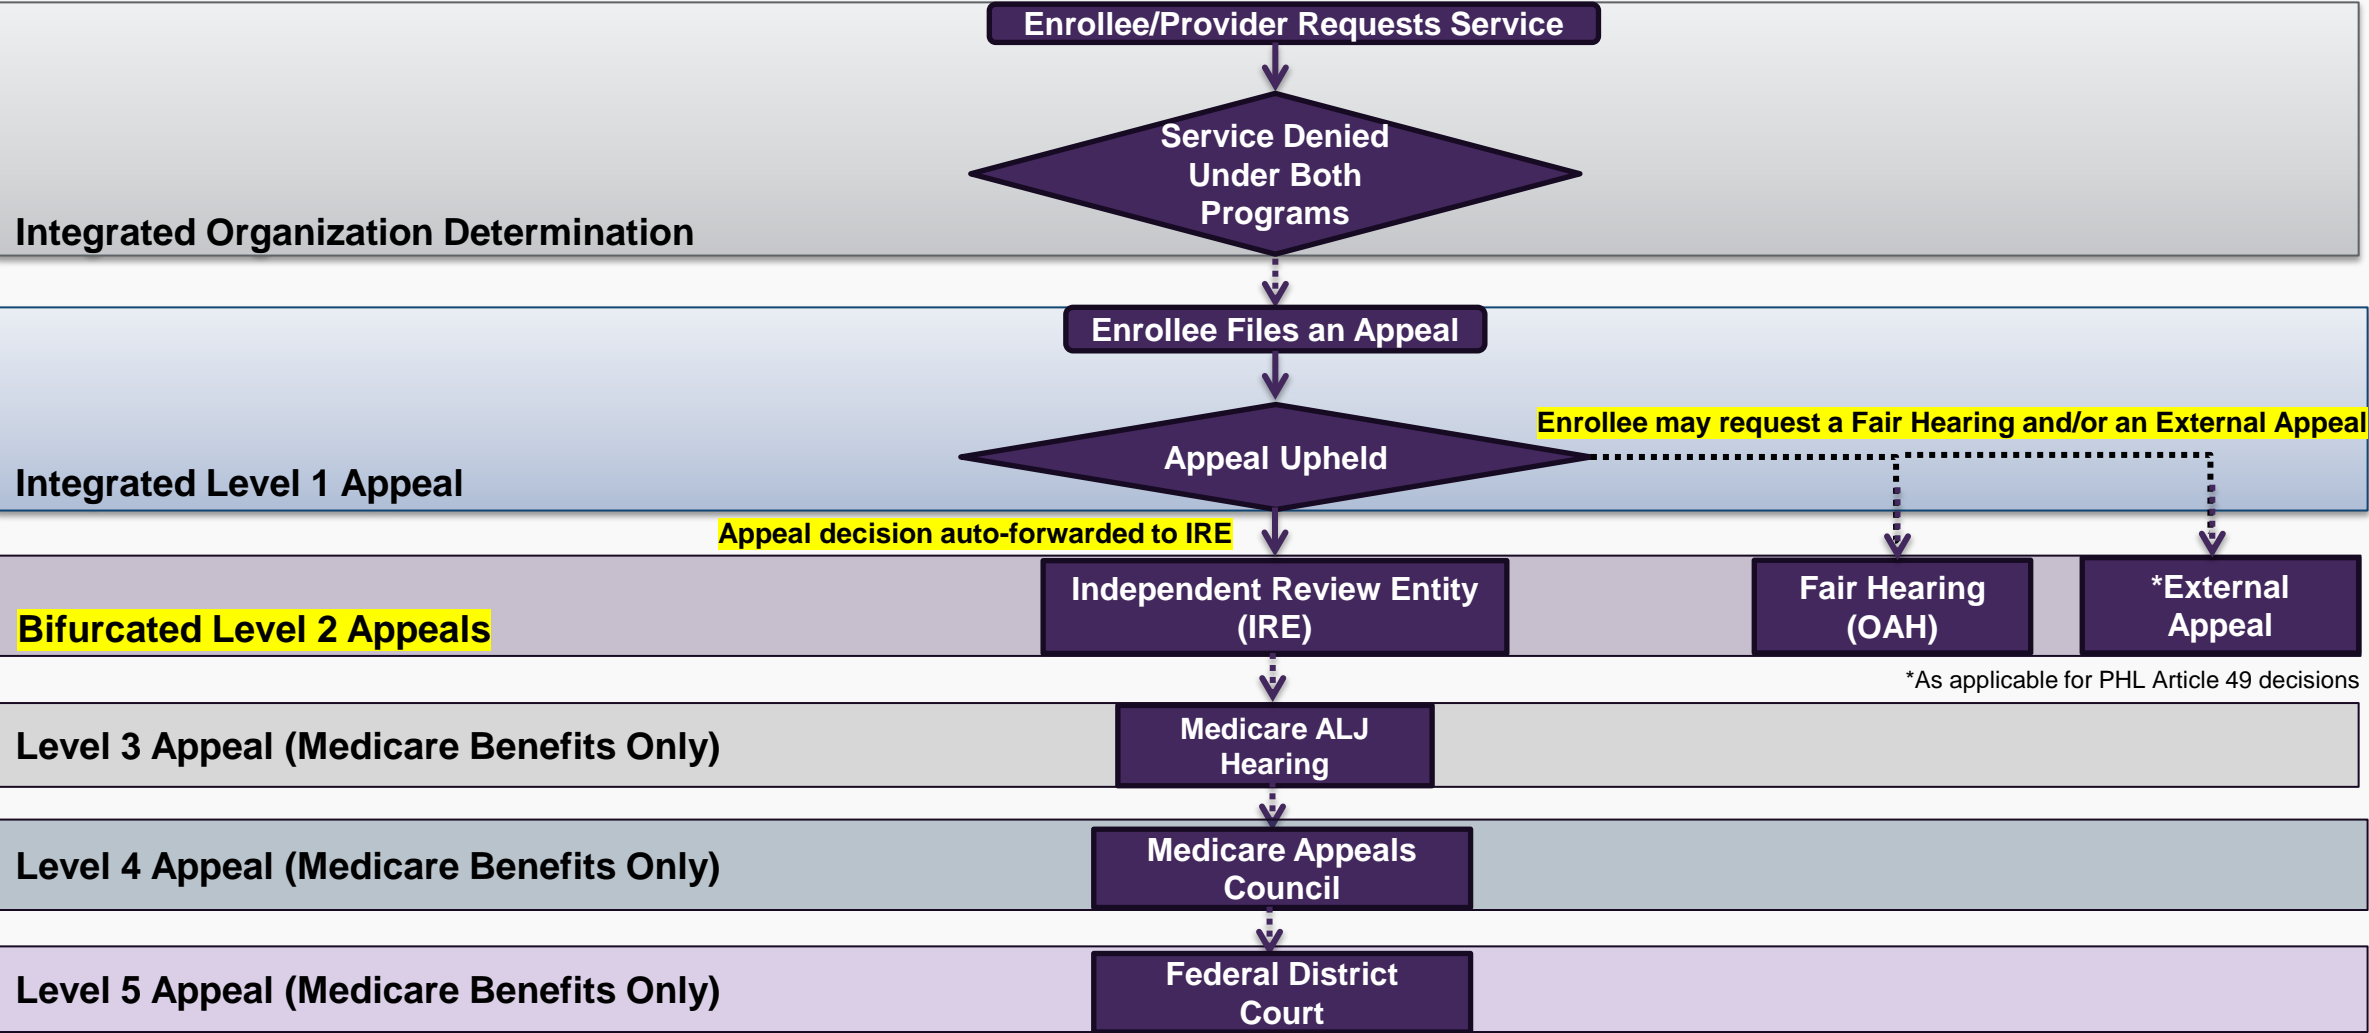 Enrollee/Provider Requests Service
Service Denied
Under Both
Programs
Integrated Organization Determination
Enrollee Files an Appeal
Enrollee may request a Fair Hearing and/or an External Appeal
Appeal Upheld
Integrated Level 1 Appeal
Appeal decision auto-forwarded to IRE
Bifurcated Level 2 Appeals
Independent Review Entity
(IRE)
Fair Hearing
(OAH)
*External
Appeal
*As applicable for PHL Article 49 decisions
Level 3 Appeal (Medicare Benefits Only)
Medicare ALJ
Hearing
Level 4 Appeal (Medicare Benefits Only)
Medicare Appeals
Council
Level 5 Appeal (Medicare Benefits Only)
Federal District
Court